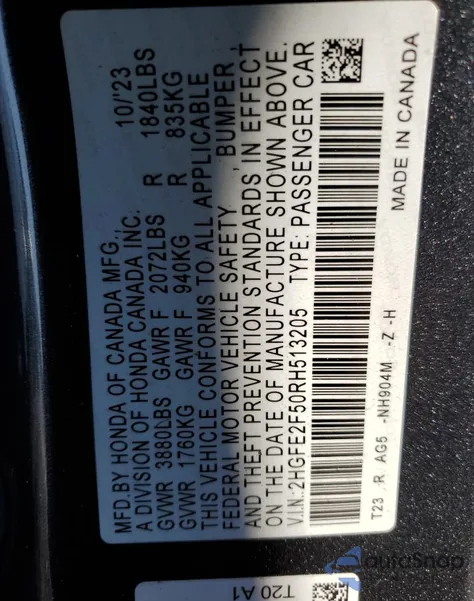 MFD.BY HONDA OF CANADA MFG., 10/'23
A DIVISION OF HONDA CANADA INC.
GVWR 3880LBS GAWR F 2072LBS R 1840LBS
GVWR 1760KG GAWR F 940KG R 835KG
THIS VEHICLE CONFORMS TO ALL APPLICABLE
FEDERAL MOTOR VEHICLE SAFETY , BUMPER ,
AND THEFT PREVENTION STANDARDS IN EFFECT
ON THE DATE OF MANUFACTURE SHOWN ABOVE.
V.I.N.:2HGFE2F50RH513205 TYPE: PASSENGER CAR
T23 ,R AG5 -NH904M -Z -H MADE IN CANADA
T20 A1
autoSnap